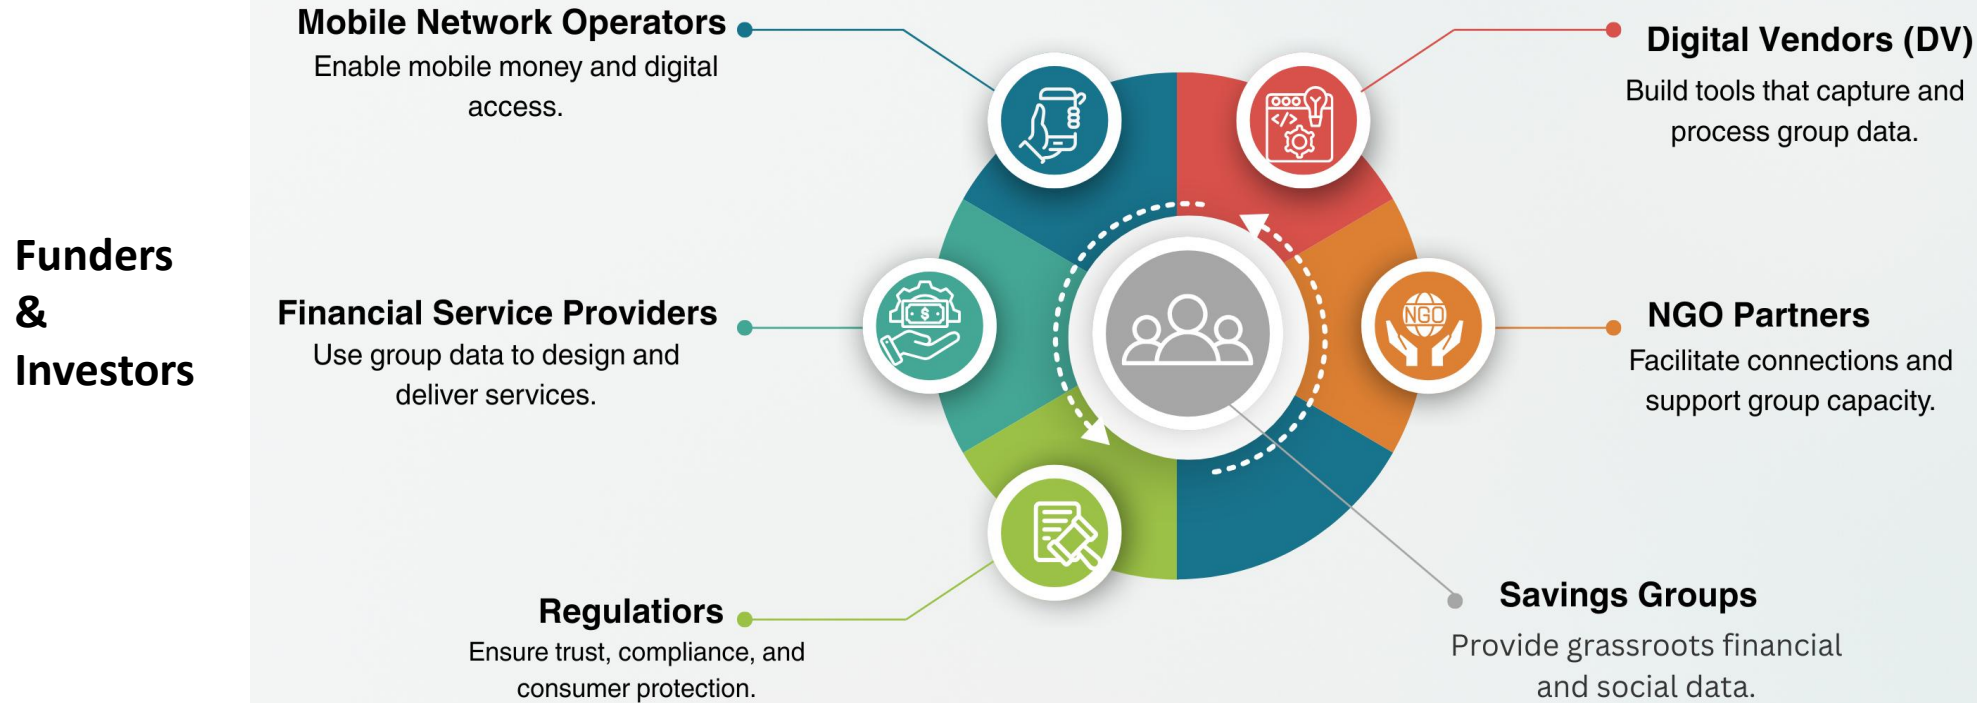 Funders
&
Investors
Mobile Network Operators
Enable mobile money and digital
access.
Financial Service Providers
Use group data to design and
deliver services.
Regulatiors
Ensure trust, compliance, and
consumer protection.
</>
$
NGO
Digital Vendors (DV)
Build tools that capture and
process group data.
NGO Partners
Facilitate connections and
support group capacity.
Savings Groups
Provide grassroots financial
and social data.